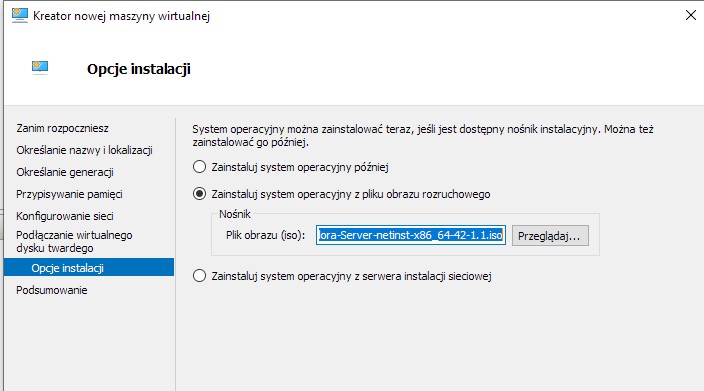 Kreator nowej maszyny wirtualnej
Opcje instalacji
Zanim rozpoczniesz
Określanie nazwy i lokalizacji
Określanie generacji
Przypisywanie pamięci
Konfigurowanie sieci
Podłączanie wirtualnego
dysku twardego
Opcje instalacji
Podsumowanie
System operacyjny można zainstalować teraz, jeśli jest dostępny nośnik instalacyjny. Można też
zainstalować go później.
Zainstaluj system operacyjny później
Zainstaluj system operacyjny z pliku obrazu rozruchowego
Nośnik
Plik obrazu (iso): lora-Server-netinst-x86_64-42-1.1.iso Przeglądaj...
Zainstaluj system operacyjny z serwera instalacji sieciowej